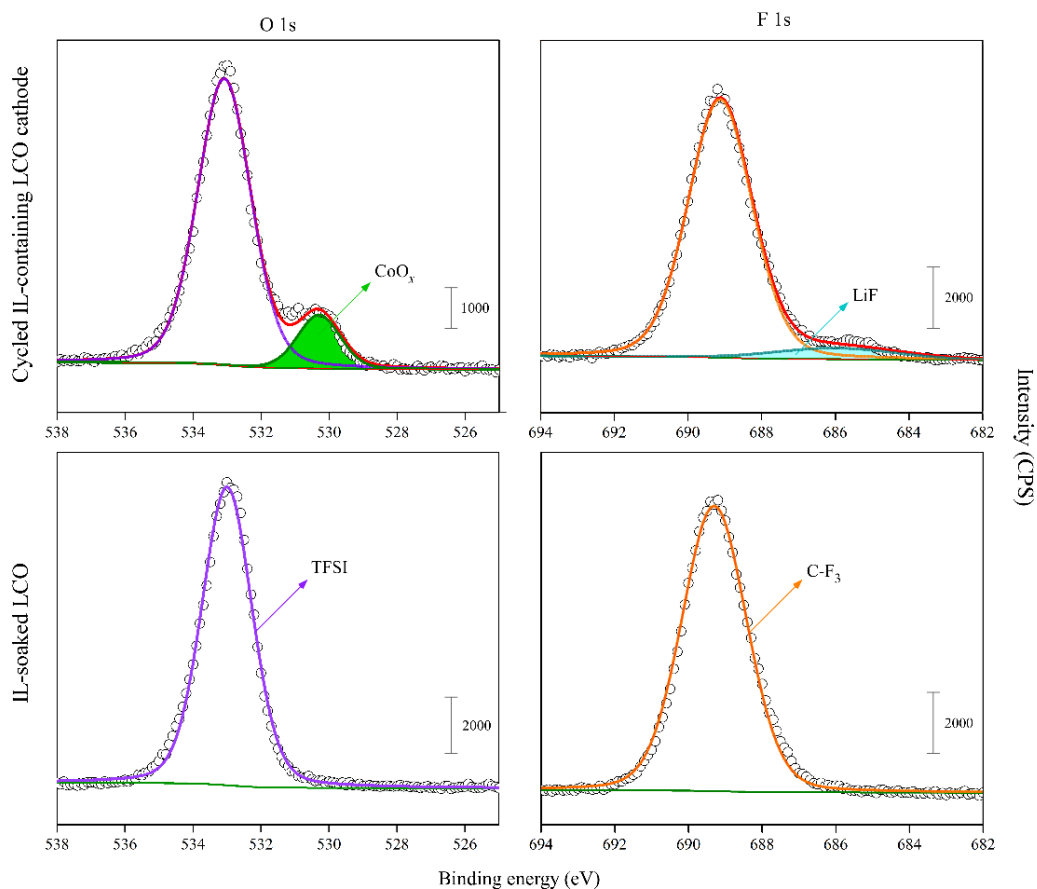 O 1s
F 1s
Cycled IL-containing LCO cathode
CoOₓ
1000
538 536 534 532 530 528 526
LiF
2000
694 692 690 688 686 684 682
Intensity (CPS)
IL-soaked LCO
TFSI
2000
538 536 534 532 530 528 526
C-F₃
2000
694 692 690 688 686 684 682
Binding energy (eV)